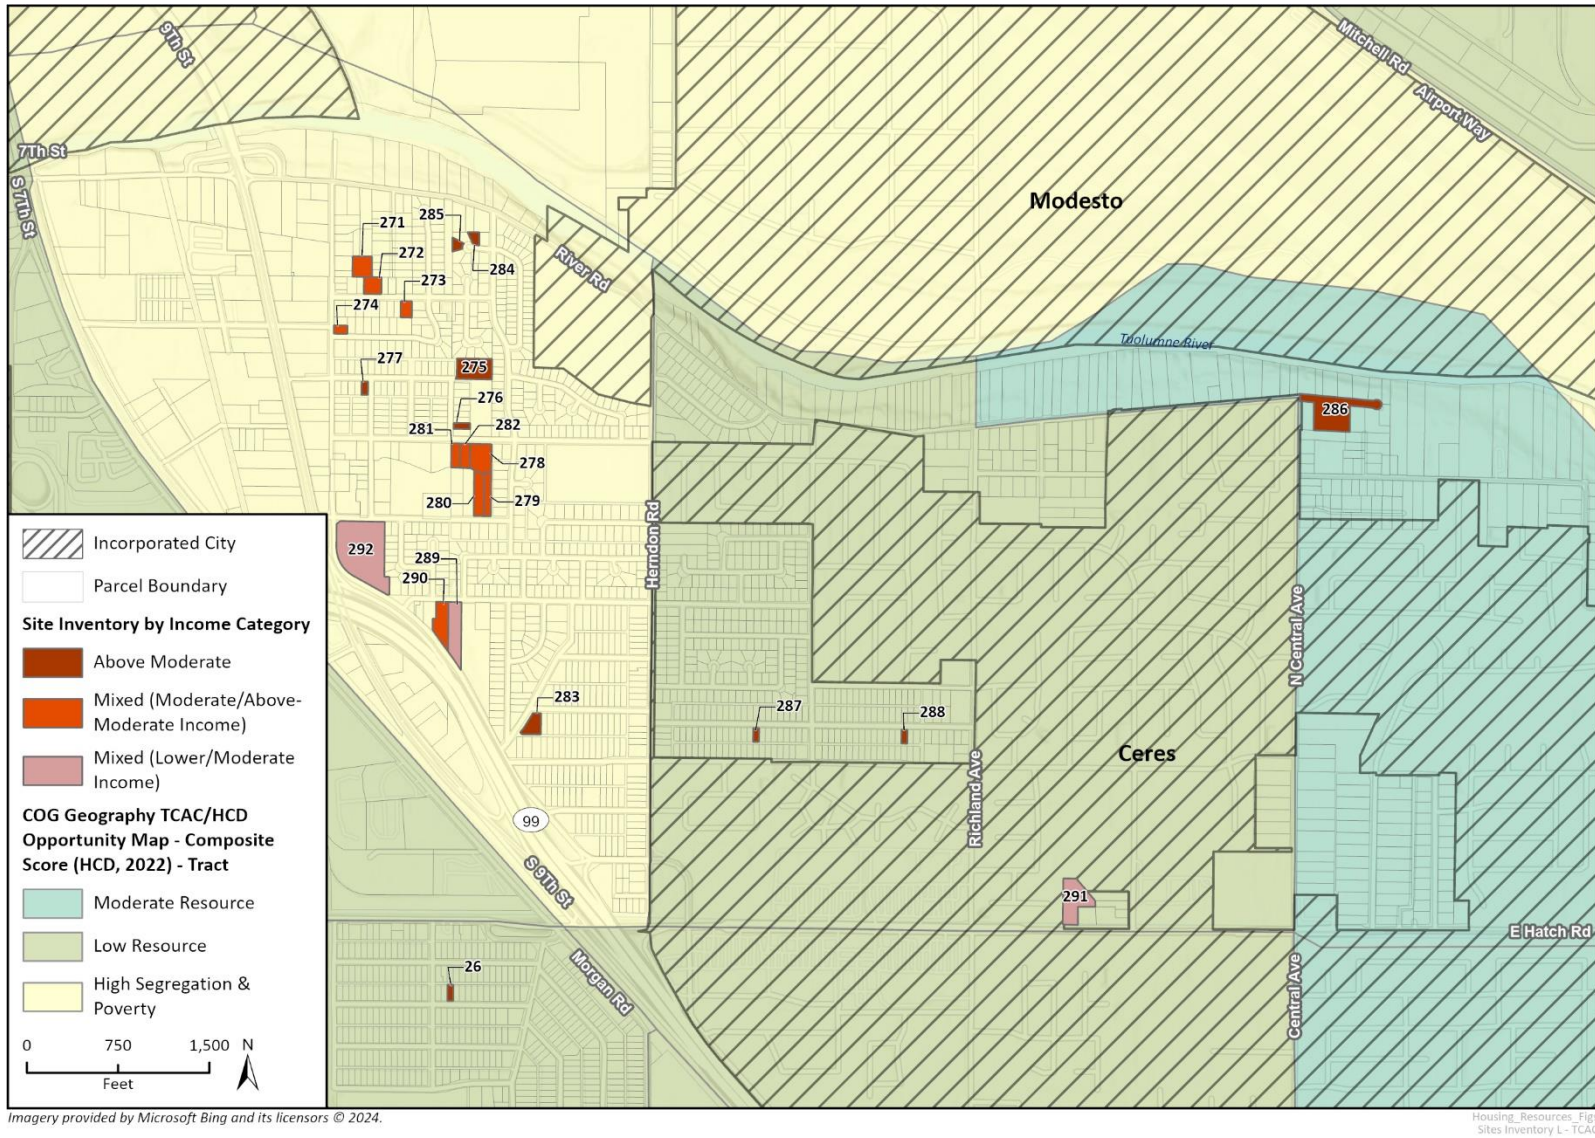 9Th St
Mitchell Rd
Airport Way
7Th St
S 7Th St
Modesto
271
285
272
284
273
River Rd
274
Tuolumne River
277
275
276
286
281
282
278
280
279
Herndon Rd
292
289
290
N Central Ave
283
287
288
Richland Ave
Ceres
99
S 9Th St
291
E Hatch Rd
Morgan Rd
26
Central Ave
Incorporated City
Parcel Boundary
Site Inventory by Income Category
Above Moderate
Mixed (Moderate/Above-
Moderate Income)
Mixed (Lower/Moderate
Income)
COG Geography TCAC/HCD
Opportunity Map - Composite
Score (HCD, 2022) - Tract
Moderate Resource
Low Resource
High Segregation &
Poverty
0 750 1,500 N
Feet
Imagery provided by Microsoft Bing and its licensors © 2024.
Housing_Resources_Figs
Sites Inventory L - TCA